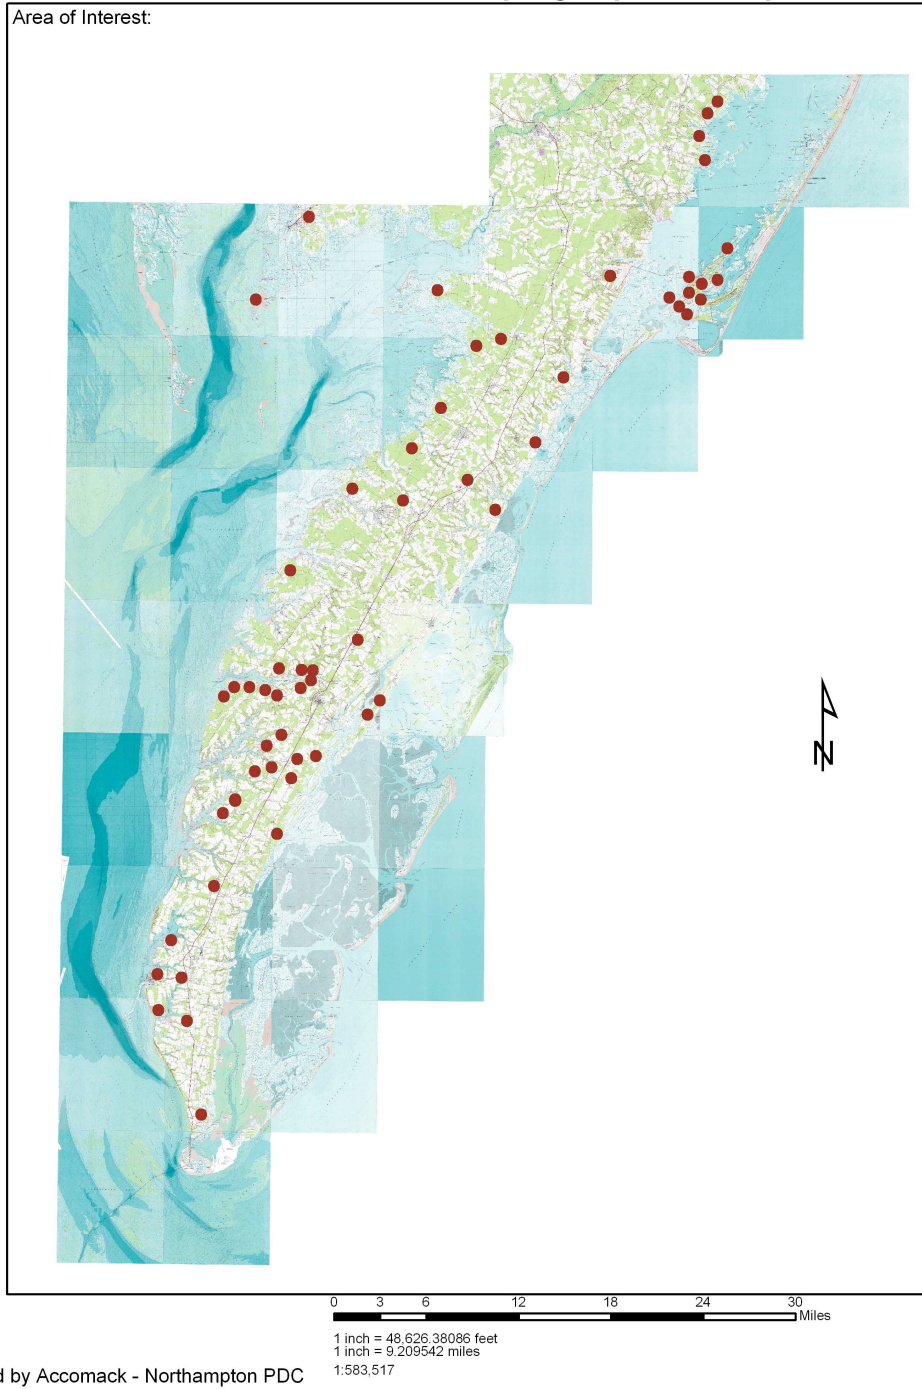 Area of Interest:
N
0 3 6 12 18 24 30
Miles
1 inch = 48,626.38086 feet
1 inch = 9.209542 miles
1:583,517
d by Accomack - Northampton PDC